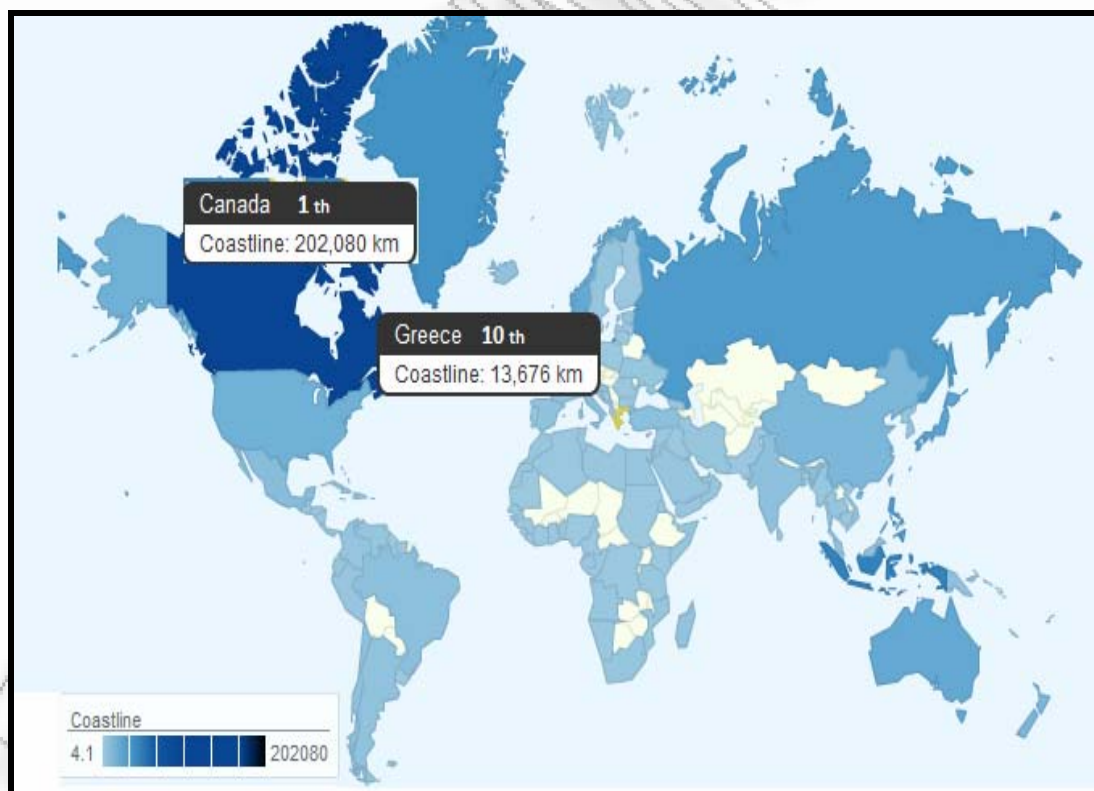 Canada 1 th
Coastline: 202,080 km
Greece 10 th
Coastline: 13,676 km
Coastline
4.1 202080